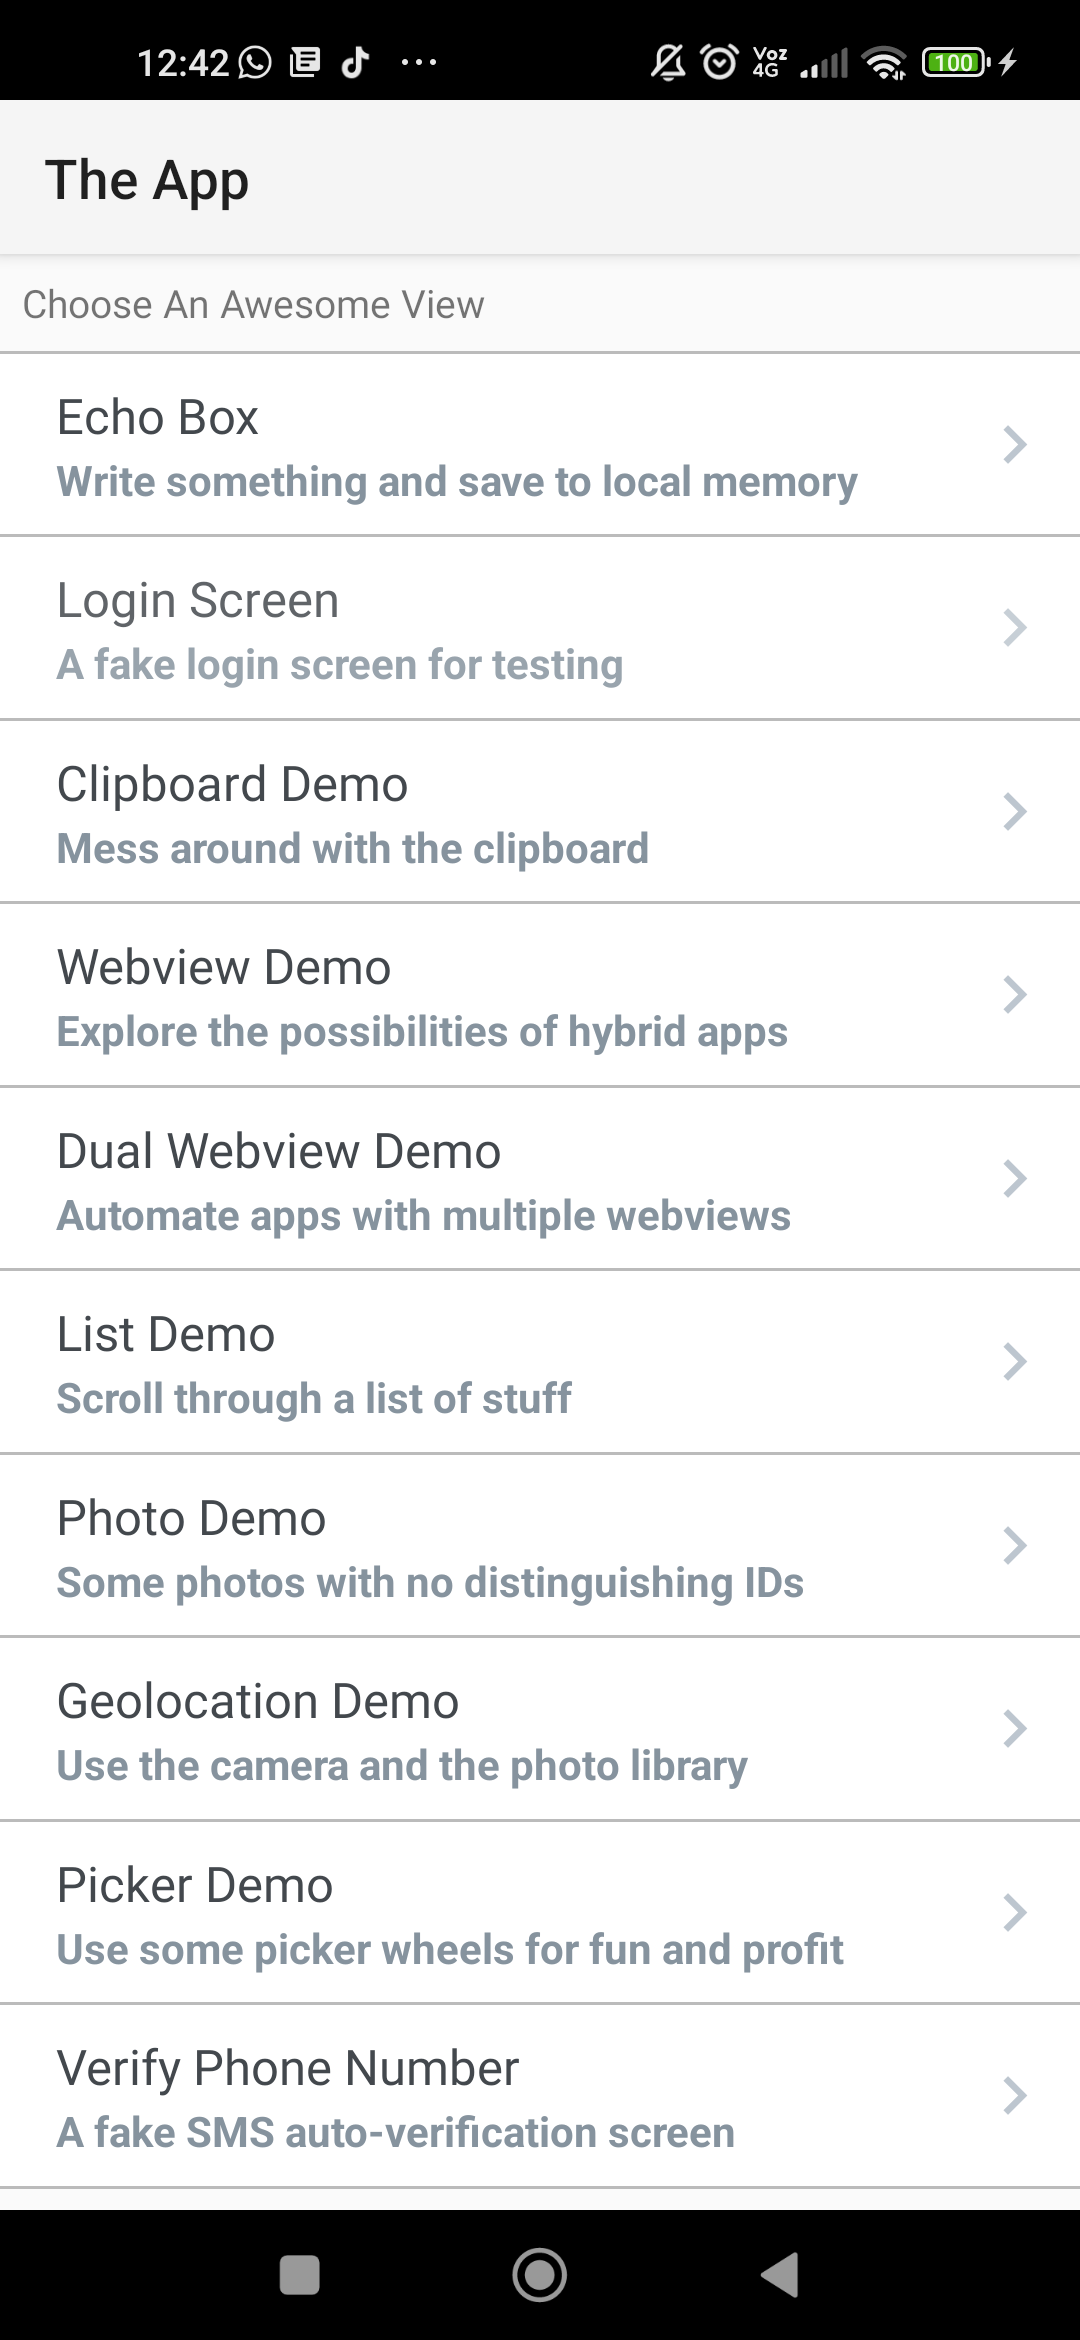 12:42 ... Voz 4G 100
The App
Choose An Awesome View
Echo Box
Write something and save to local memory
Login Screen
A fake login screen for testing
Clipboard Demo
Mess around with the clipboard
Webview Demo
Explore the possibilities of hybrid apps
Dual Webview Demo
Automate apps with multiple webviews
List Demo
Scroll through a list of stuff
Photo Demo
Some photos with no distinguishing IDs
Geolocation Demo
Use the camera and the photo library
Picker Demo
Use some picker wheels for fun and profit
Verify Phone Number
A fake SMS auto-verification screen